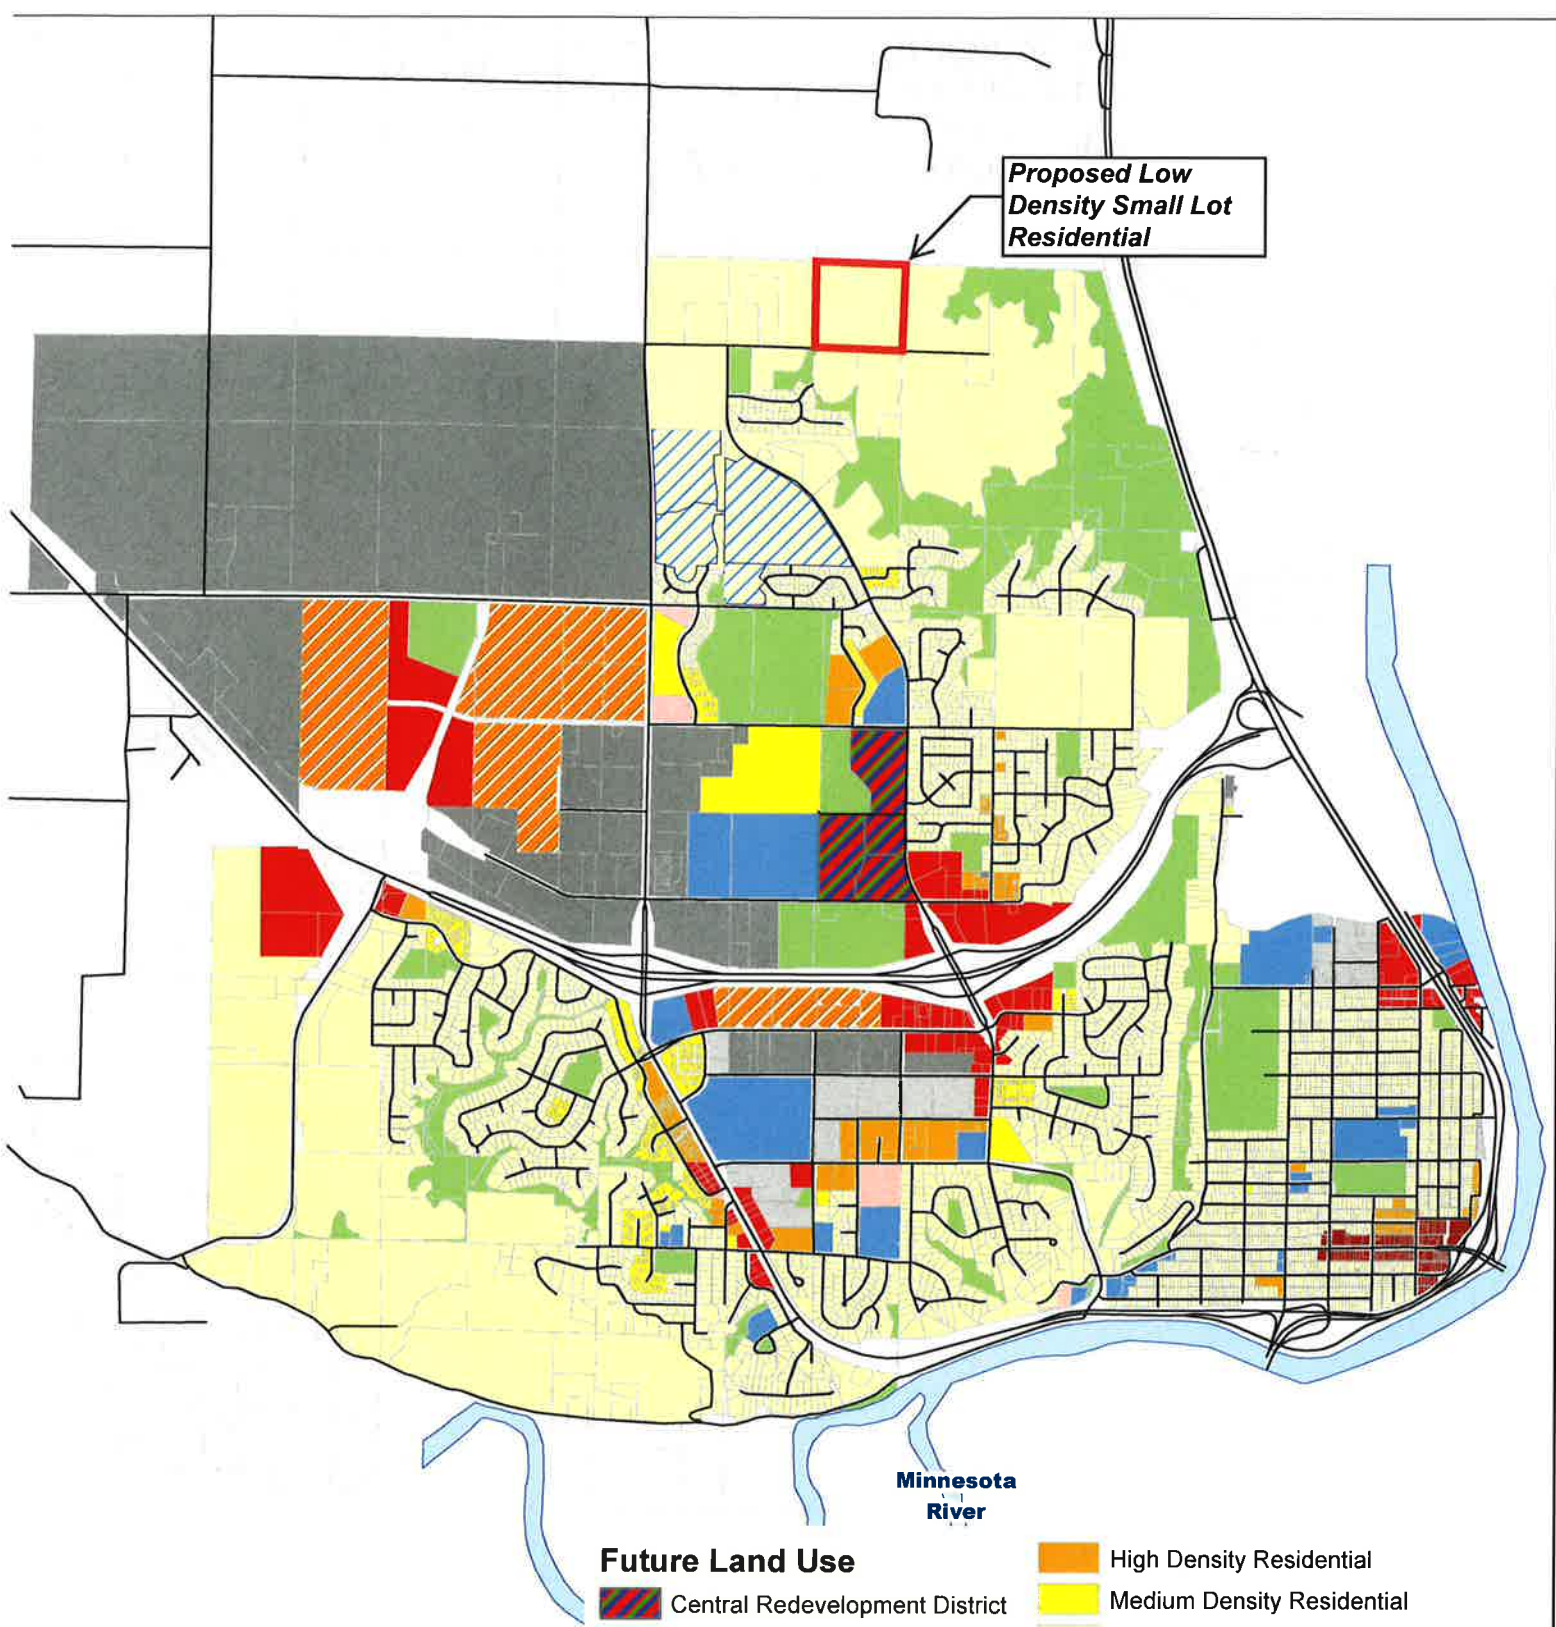 Proposed Low
Density Small Lot
Residential
Minnesota
River
Future Land Use
Central Redevelopment District
High Density Residential
Medium Density Residential